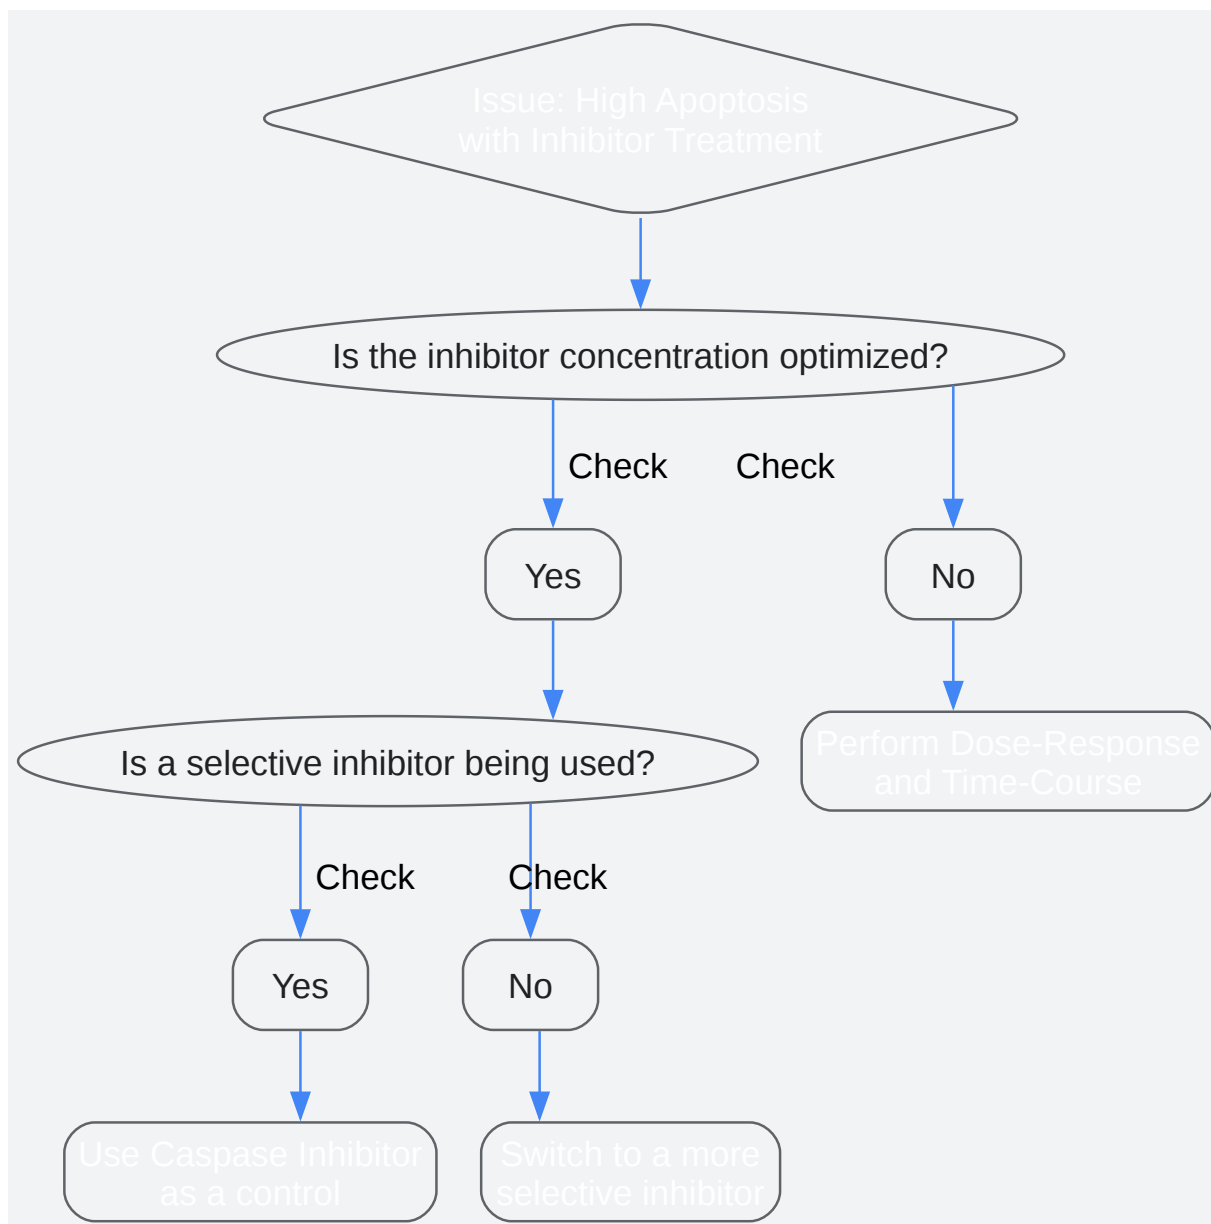 Issue: High Apoptosis
with Inhibitor Treatment
Is the inhibitor concentration optimized?
Check
Check
Yes
No
Is a selective inhibitor being used?
Perform Dose-Response
and Time-Course
Check
Check
Yes
No
Use Caspase Inhibitor
as a control
Switch to a more
selective inhibitor